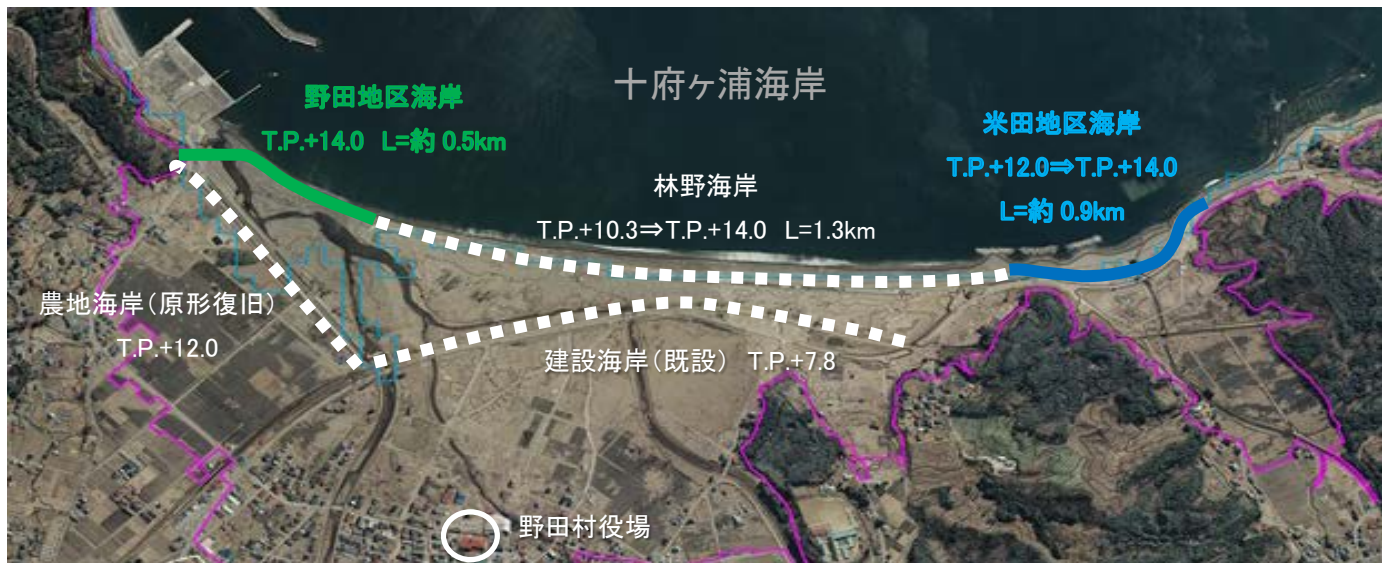 十府ヶ浦海岸
野田地区海岸
T.P.+14.0 L=約 0.5km
米田地区海岸
T.P.+12.0⇒T.P.+14.0
L=約 0.9km
林野海岸
T.P.+10.3⇒T.P.+14.0 L=1.3km
農地海岸(原形復旧)
T.P.+12.0
建設海岸(既設) T.P.+7.8
野田村役場